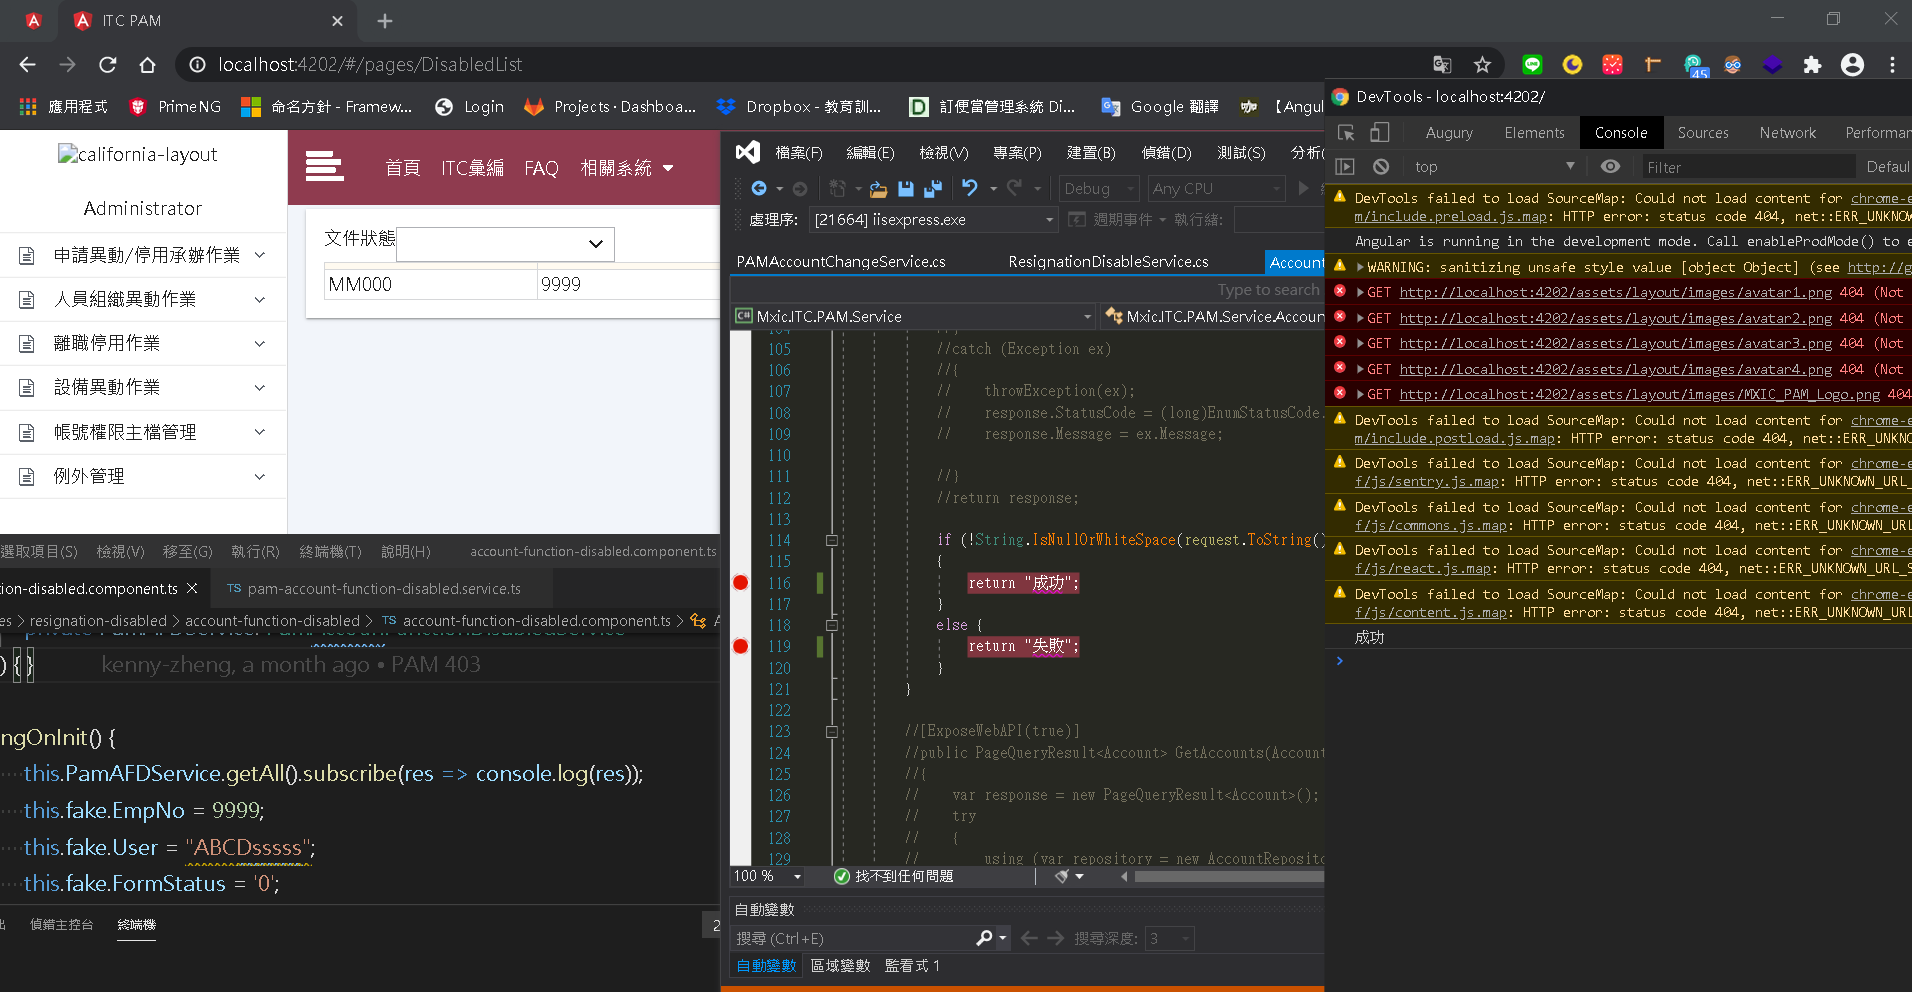 ITC PAM
localhost:4202/#/pages/DisabledList
45
應用程式
PrimeNG
命名方針 - Framew...
Login
Projects · Dashboa...
Dropbox - 教育訓...
訂便當管理系統 Di...
Google 翻譯
【Angul
california-layout
Administrator
申請異動/停用承辦作業
人員組織異動作業
離職停用作業
設備異動作業
帳號權限主檔管理
例外管理
首頁 ITC彙編 FAQ 相關系統
文件狀態
MM000 9999
選取項目(S) 檢視(V) 移至(G) 執行(R) 終端機(T) 說明(H) account-function-disabled.component.ts
ion-disabled.component.ts
TS pam-account-function-disabled.service.ts
es > resignation-disabled > account-function-disabled > TS account-function-disabled.component.ts >
private PamAFDService: PamAccountFunctionDisabledService
) {} kenny-zheng, a month ago • PAM 403
ngOnInit() {
this.PamAFDService.getAll().subscribe(res => console.log(res));
this.fake.EmpNo = 9999;
this.fake.User = "ABCDsssss";
this.fake.FormStatus = '0';
偵錯主控台 終端機
2
檔案(F) 編輯(E) 檢視(V) 專案(P) 建置(B) 偵錯(D) 測試(S) 分析(
Debug Any CPU
處理序: [21664] iisexpress.exe 週期事件 執行緒:
PAMAccountChangeService.cs ResignationDisableService.cs Account
Type to search
C# Mxic.ITC.PAM.Service Mxic.ITC.PAM.Service.Accoun
104 //}
105 //catch (Exception ex)
106 //{
107 // throwException(ex);
108 // response.StatusCode = (long)EnumStatusCode.
109 // response.Message = ex.Message;
110
111 //}
112 //return response;
113
114 if (!String.IsNullOrWhiteSpace(request.ToString()
115 {
116 return "成功";
117 }
118 else {
119 return "失敗";
120 }
121 }
122
123 //[ExposeWebAPI(true)]
124 //public PageQueryResult<Account> GetAccounts(Account
125 //{
126 // var response = new PageQueryResult<Account>();
127 // try
128 // {
129 // using (var repository = new AccountReposito
100 % 找不到任何問題
自動變數
搜尋 (Ctrl+E) 搜尋深度: 3
自動變數 區域變數 監看式 1
DevTools - localhost:4202/
Augury Elements Console Sources Network Performan
top Filter Defaul
DevTools failed to load SourceMap: Could not load content for chrome-e
m/include.preload.js.map: HTTP error: status code 404, net::ERR_UNKNOW
Angular is running in the development mode. Call enableProdMode() to e
WARNING: sanitizing unsafe style value [object Object] (see http://g
GET http://localhost:4202/assets/layout/images/avatar1.png 404 (Not
GET http://localhost:4202/assets/layout/images/avatar2.png 404 (Not
GET http://localhost:4202/assets/layout/images/avatar3.png 404 (Not
GET http://localhost:4202/assets/layout/images/avatar4.png 404 (Not
GET http://localhost:4202/assets/layout/images/MXIC_PAM_Logo.png 404
DevTools failed to load SourceMap: Could not load content for chrome-e
m/include.postload.js.map: HTTP error: status code 404, net::ERR_UNKNO
DevTools failed to load SourceMap: Could not load content for chrome-e
f/js/sentry.js.map: HTTP error: status code 404, net::ERR_UNKNOWN_URL_
DevTools failed to load SourceMap: Could not load content for chrome-e
f/js/commons.js.map: HTTP error: status code 404, net::ERR_UNKNOWN_URL
DevTools failed to load SourceMap: Could not load content for chrome-e
f/js/react.js.map: HTTP error: status code 404, net::ERR_UNKNOWN_URL_S
DevTools failed to load SourceMap: Could not load content for chrome-e
f/js/content.js.map: HTTP error: status code 404, net::ERR_UNKNOWN_URL
成功